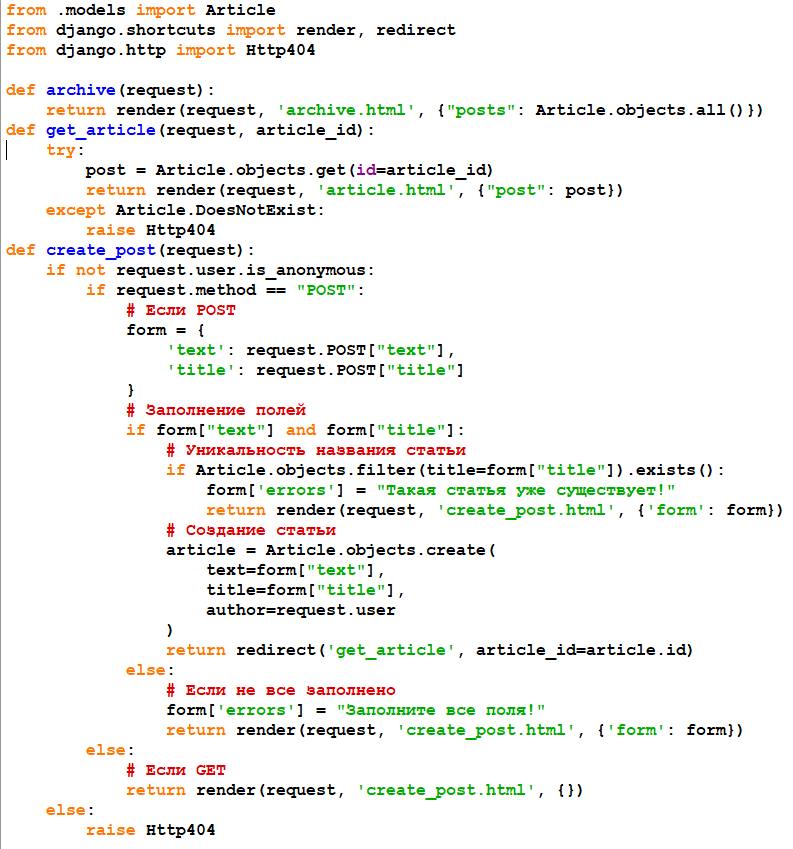 from .models import Article
from django.shortcuts import render, redirect
from django.http import Http404

def archive(request):
    return render(request, 'archive.html', {"posts": Article.objects.all()})
def get_article(request, article_id):
    try:
        post = Article.objects.get(id=article_id)
        return render(request, 'article.html', {"post": post})
    except Article.DoesNotExist:
        raise Http404
def create_post(request):
    if not request.user.is_anonymous:
        if request.method == "POST":
            # Если POST
            form = {
                'text': request.POST["text"],
                'title': request.POST["title"]
            }
            # Заполнение полей
            if form["text"] and form["title"]:
                # Уникальность названия статьи
                if Article.objects.filter(title=form["title"]).exists():
                    form['errors'] = "Такая статья уже существует!"
                    return render(request, 'create_post.html', {'form': form})
                # Создание статьи
                article = Article.objects.create(
                    text=form["text"],
                    title=form["title"],
                    author=request.user
                )
                return redirect('get_article', article_id=article.id)
            else:
                # Если не все заполнено
                form['errors'] = "Заполните все поля!"
                return render(request, 'create_post.html', {'form': form})
        else:
            # Если GET
            return render(request, 'create_post.html', {})
    else:
        raise Http404